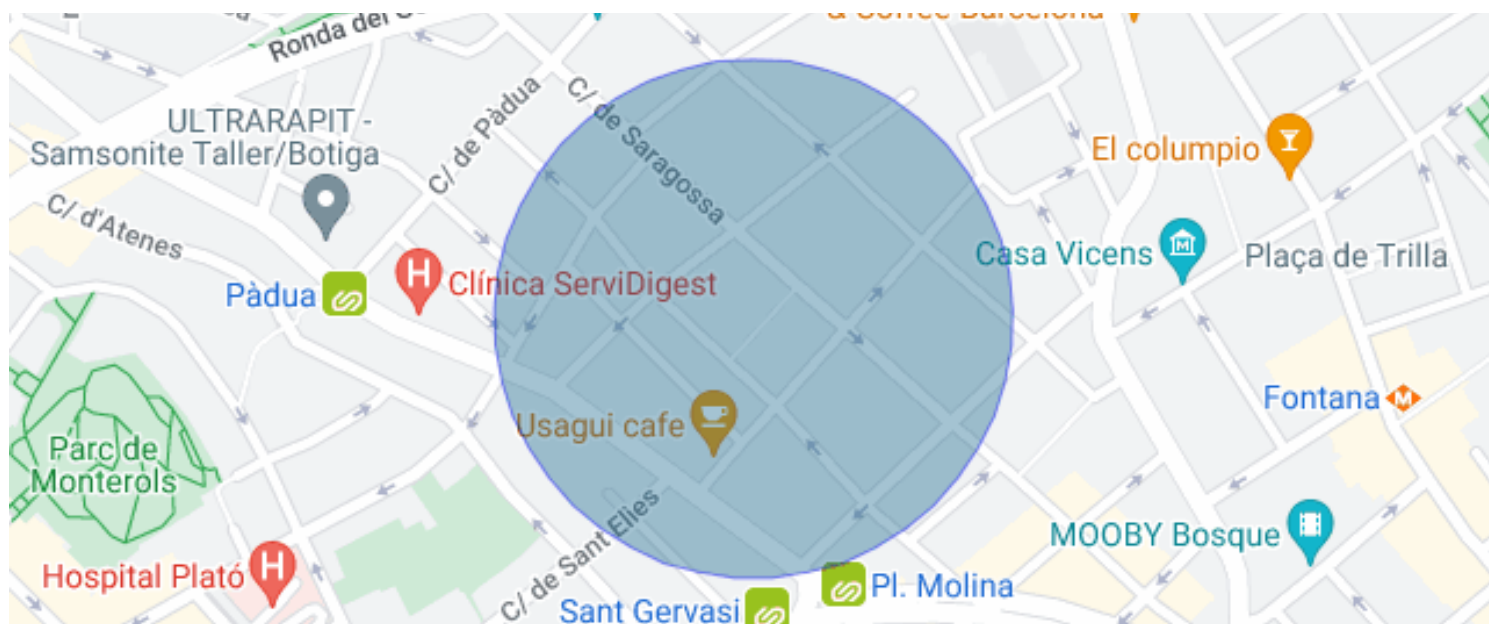 & Coffee Barcelona
Ronda del G
ULTRARAPIT -
Samsonite Taller/Botiga
C/ de Pàdua
C/ de Saragossa
El columpio
C/ d'Atenes
Casa Vicens
Plaça de Trilla
Pàdua
H
Clínica ServiDigest
M
Fontana
M
Usagui cafe
Parc de
Monterols
MOOBY Bosque
C/ de Sant Elies
Hospital Plató
H
Pl. Molina
Sant Gervasi